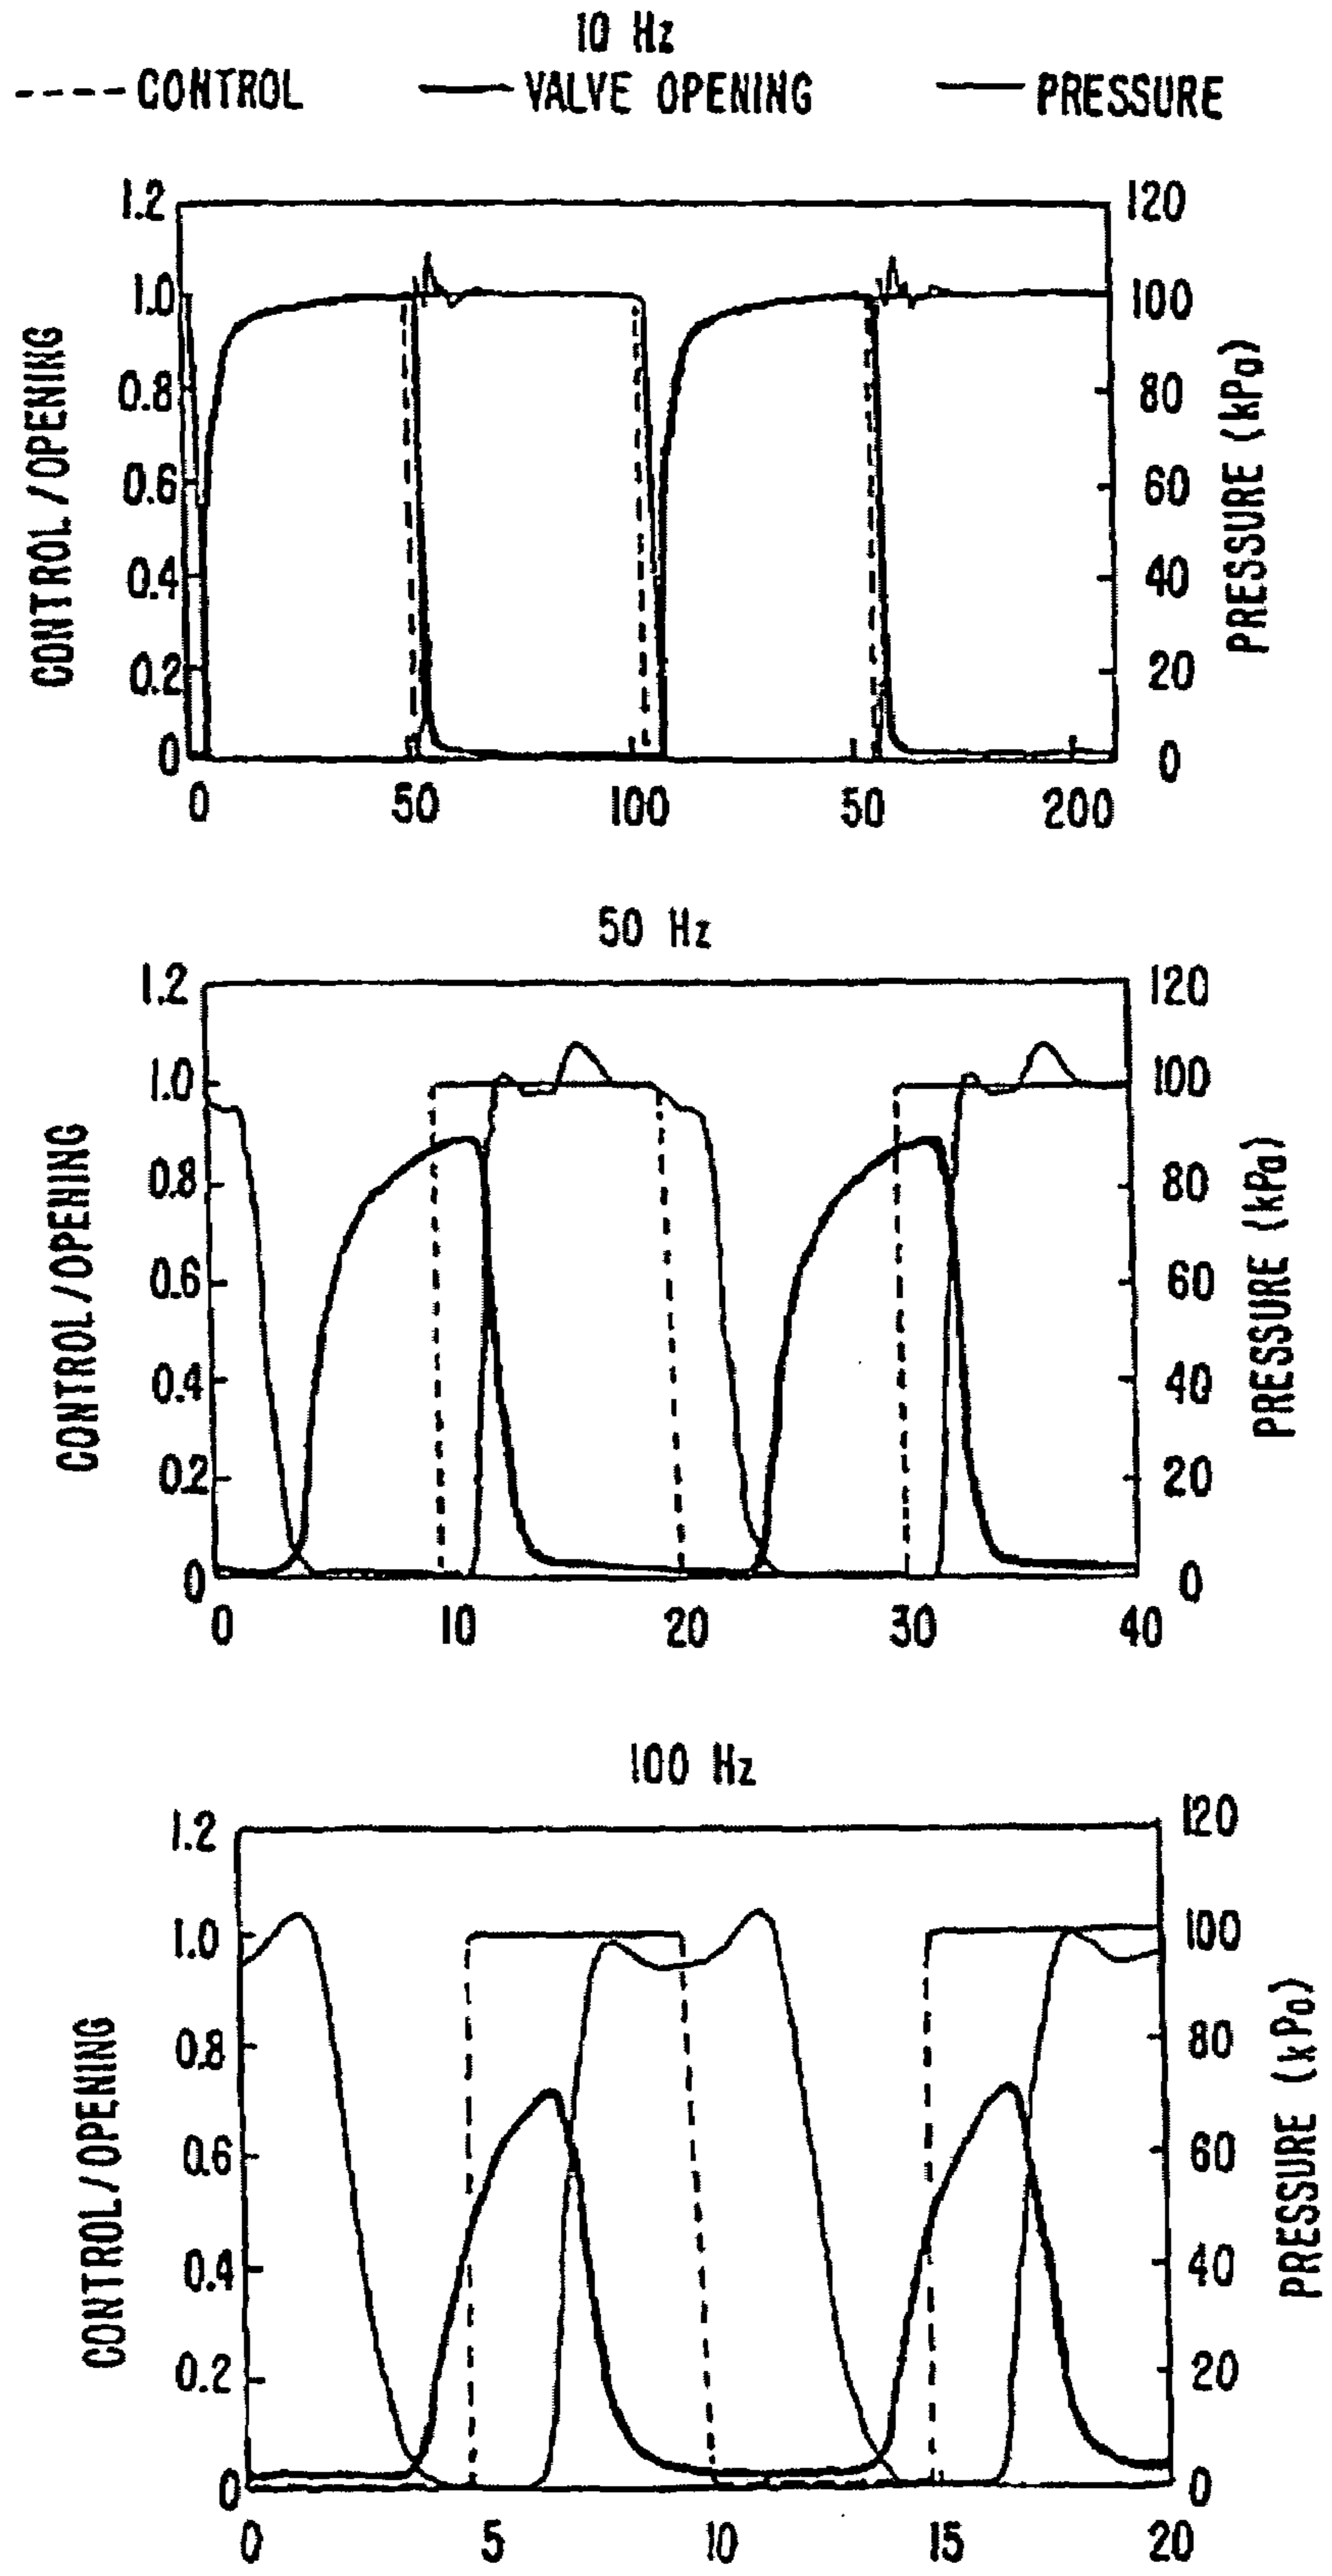 10 Hz
---- CONTROL — VALVE OPENING — PRESSURE
1.2 120
1.0 100
0.8 80
0.6 60
0.4 40
0.2 20
0 0
CONTROL/OPENING
PRESSURE (kPa)
0 50 100 50 200
50 Hz
1.2 120
1.0 100
0.8 80
0.6 60
0.4 40
0.2 20
0 0
CONTROL/OPENING
PRESSURE (kPa)
0 10 20 30 40
100 Hz
1.2 120
1.0 100
0.8 80
0.6 60
0.4 40
0.2 20
0 0
CONTROL/OPENING
PRESSURE (kPa)
0 5 10 15 20